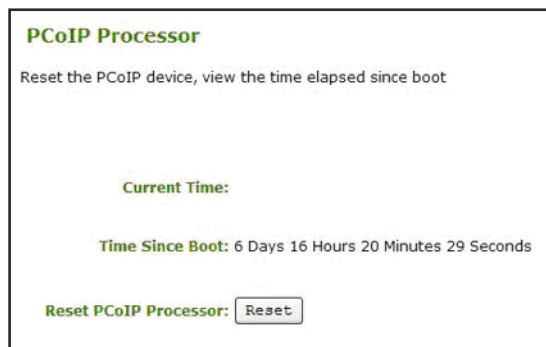 PCoIP Processor
Reset the PCoIP device, view the time elapsed since boot
Current Time:
Time Since Boot: 6 Days 16 Hours 20 Minutes 29 Seconds
Reset PCoIP Processor: Reset